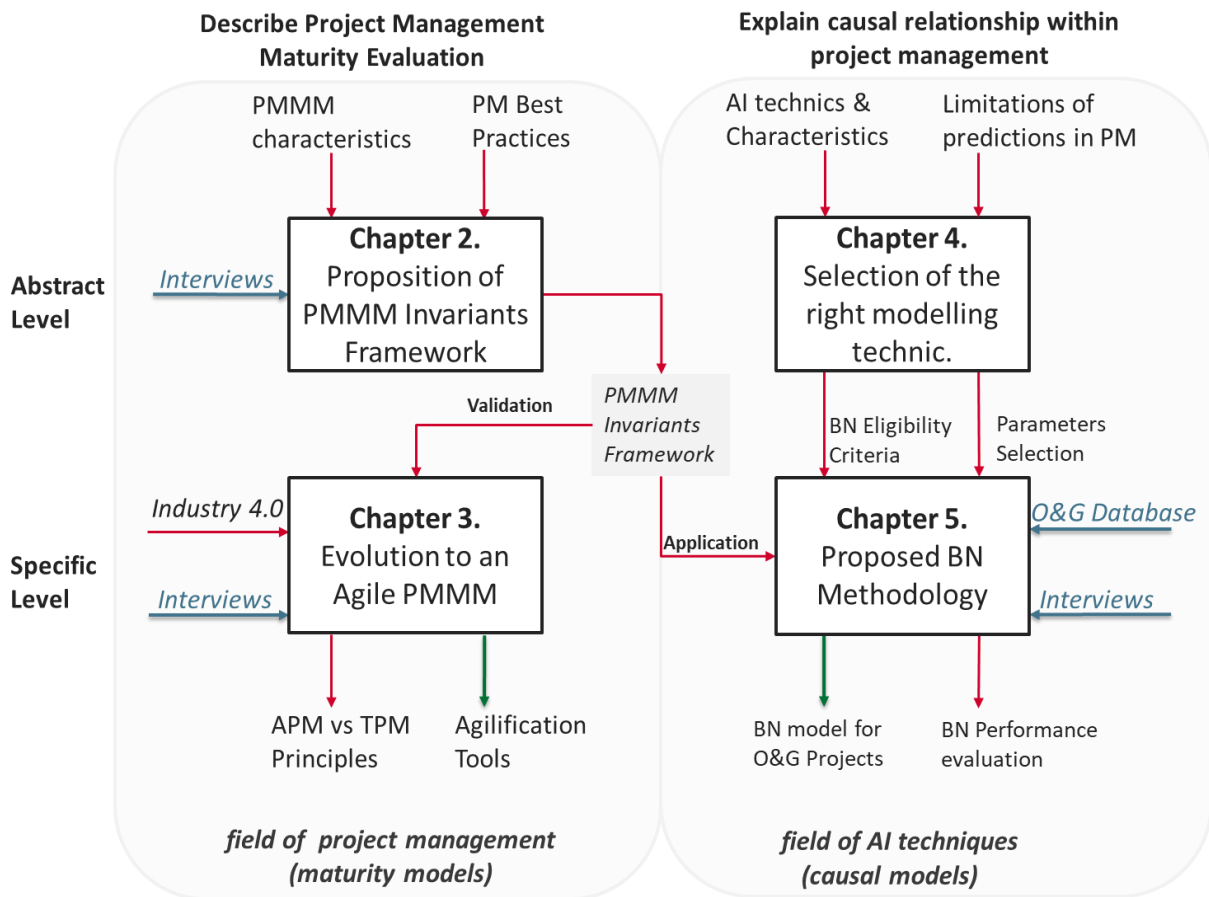 Describe Project Management
Maturity Evaluation
Explain causal relationship within
project management
PMMM
characteristics
PM Best
Practices
AI technics &
Characteristics
Limitations of
predictions in PM
Abstract
Level
Interviews
Chapter 2.
Proposition of
PMMM Invariants
Framework
Chapter 4.
Selection of the
right modelling
technic.
Validation
PMMM
Invariants
Framework
BN Eligibility
Criteria
Parameters
Selection
Specific
Level
Industry 4.0
Interviews
Chapter 3.
Evolution to an
Agile PMMM
Application
Chapter 5.
Proposed BN
Methodology
O&G Database
Interviews
APM vs TPM
Principles
Agilification
Tools
BN model for
O&G Projects
BN Performance
evaluation
field of project management
(maturity models)
field of AI techniques
(causal models)